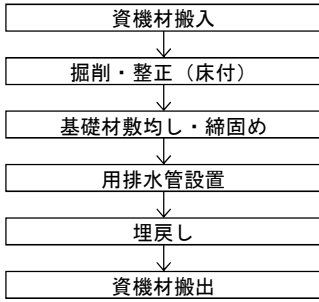 資機材搬入
掘削・整正（床付）
基礎材敷均し・締固め
用排水管設置
埋戻し
資機材搬出